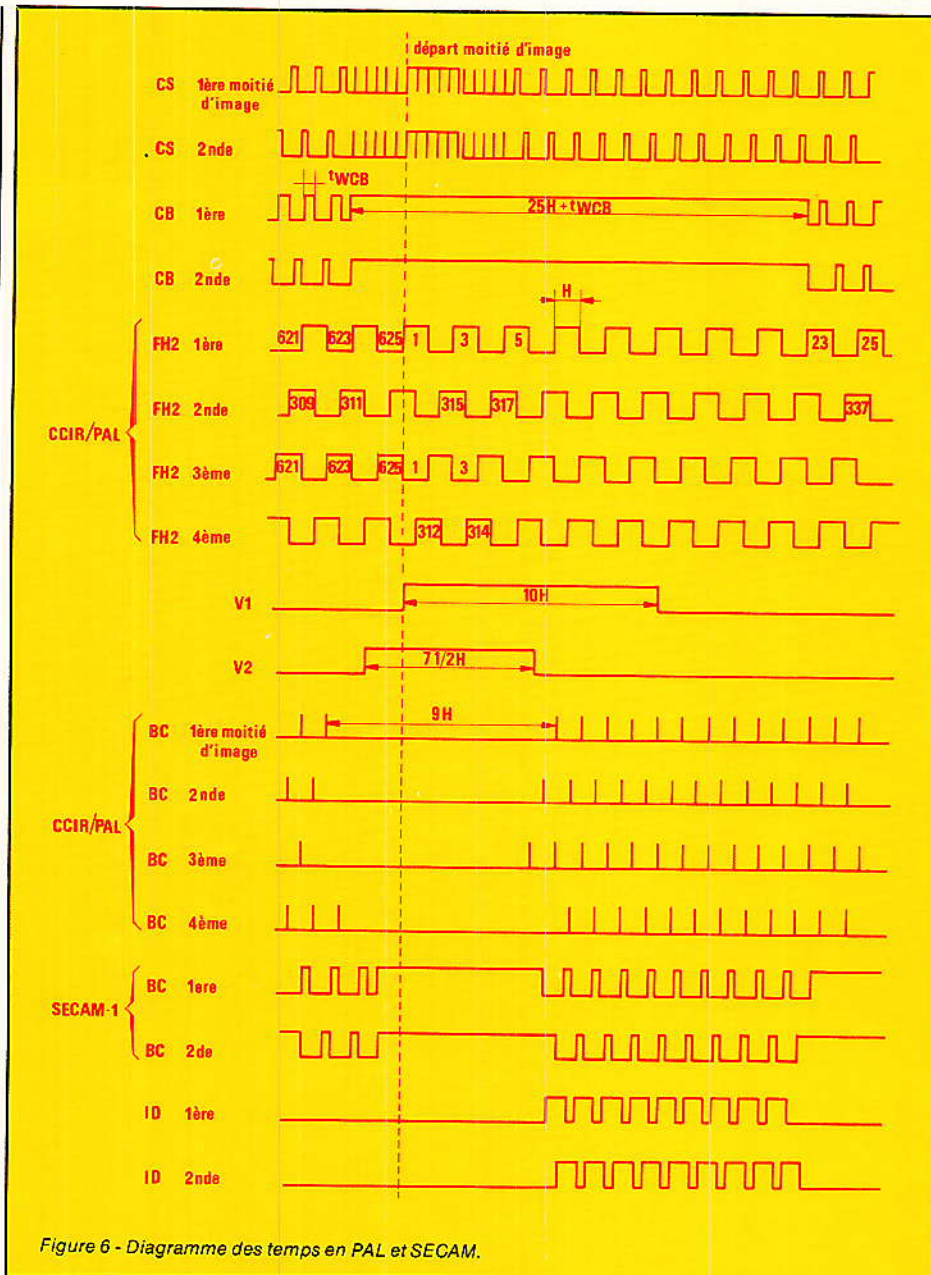 départ moitié d'image
CS 1ère moitié
d'image
CS 2nde
tWCB
CB 1ère 25H + tWCB
CB 2nde
H
FH2 1ère 621 623 625 1 3 5 23 25
FH2 2nde 309 311 315 317 337
CCIR/PAL
FH2 3ème 621 623 625 1 3
FH2 4ème 312 314
V1 10H
V2 7 1/2H
BC 1ère moitié 9H
d'image
BC 2nde
CCIR/PAL
BC 3ème
BC 4ème
BC 1ere
SECAM-1
BC 2de
ID 1ère
ID 2nde
Figure 6 - Diagramme des temps en PAL et SECAM.